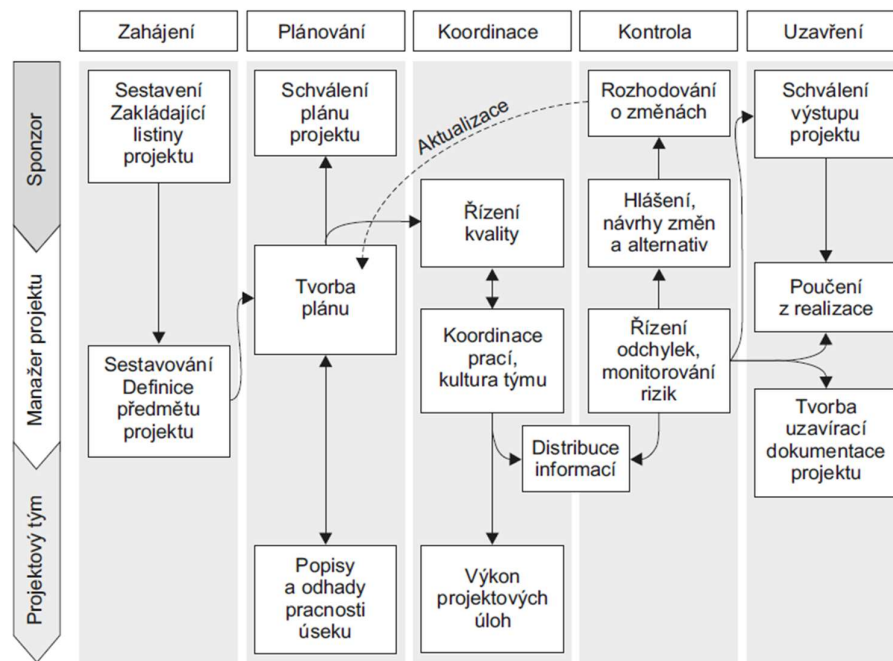 Zahájení
Plánování
Koordinace
Kontrola
Uzavření
Sponzor
Manažer projektu
Projektový tým
Sestavení
Zakládající
listiny
projektu
Sestavování
Definice
předmětu
projektu
Schválení
plánu
projektu
Tvorba
plánu
Popisy
a odhady
pracnosti
úseku
Aktualizace
Řízení
kvality
Koordinace
prací,
kultura týmu
Distribuce
informací
Výkon
projektových
úloh
Rozhodování
o změnách
Hlášení,
návrhy změn
a alternativ
Řízení
odchylek,
monitorování
rizik
Schválení
výstupu
projektu
Poučení
z realizace
Tvorba
uzavírací
dokumentace
projektu